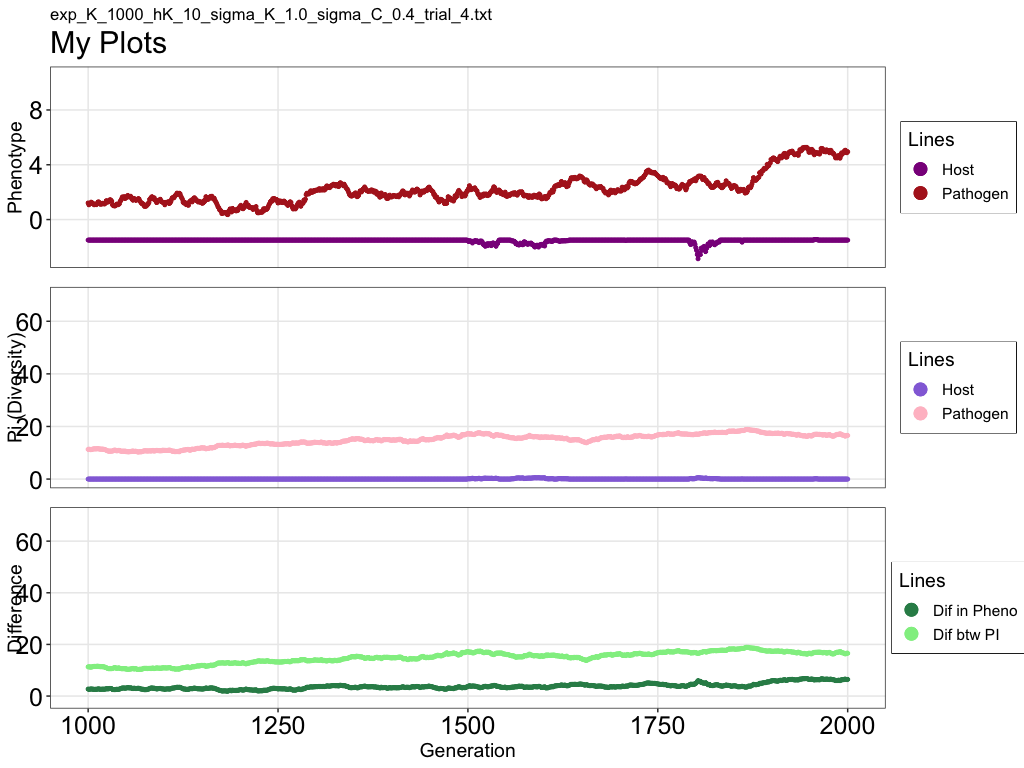 exp_K_1000_hK_10_sigma_K_1.0_sigma_C_0.4_trial_4.txt
My Plots
Phenotype
8
4
0
Lines
Host
Pathogen
Pi (Diversity)
60
40
20
0
Lines
Host
Pathogen
Difference
60
40
20
0
Lines
Dif in Pheno
Dif btw PI
1000 1250 1500 1750 2000
Generation